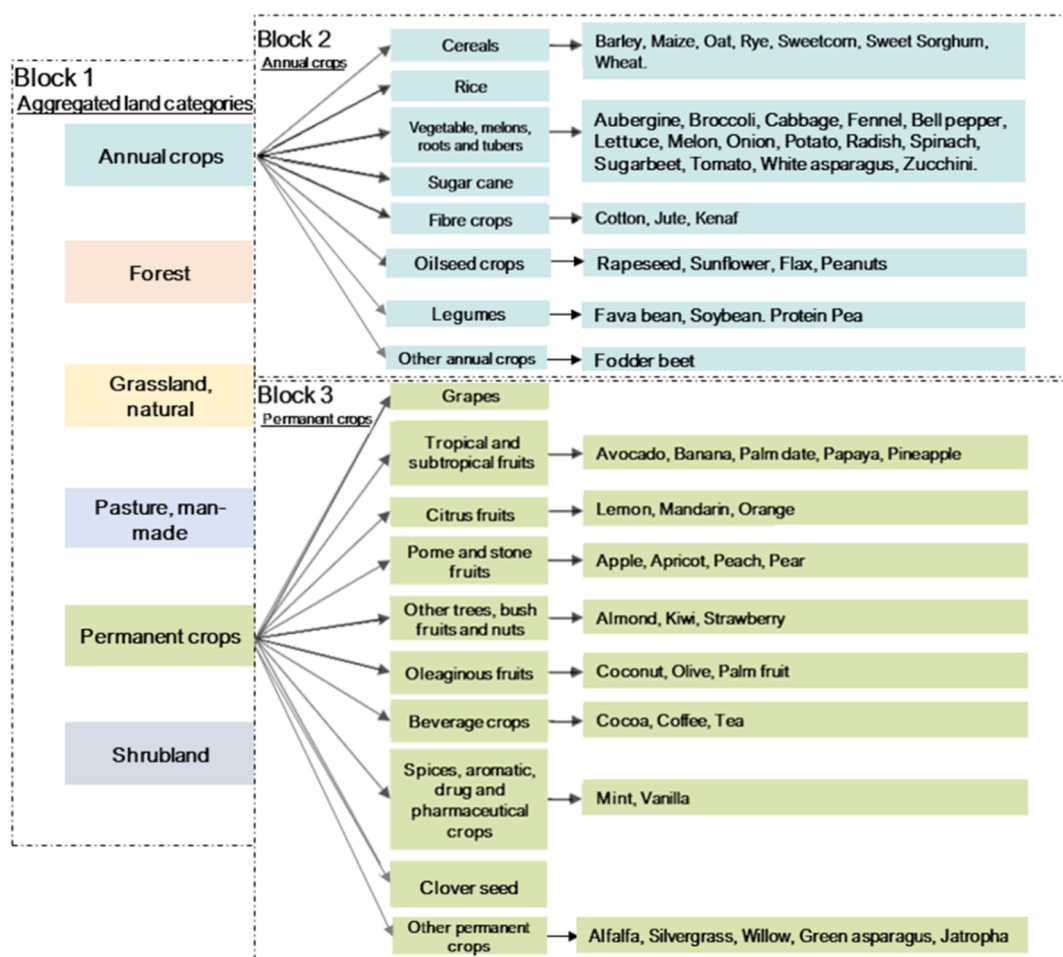 Block 1
Aggregated land categories
Annual crops
Forest
Grassland,
natural
Pasture, man-
made
Permanent crops
Shrubland
Block 2
Annual crops
Cereals
Barley, Maize, Oat, Rye, Sweetcorn, Sweet Sorghum,
Wheat.
Rice
Vegetable, melons,
roots and tubers
Aubergine, Broccoli, Cabbage, Fennel, Bell pepper,
Lettuce, Melon, Onion, Potato, Radish, Spinach,
Sugarbeet, Tomato, White asparagus, Zucchini.
Sugar cane
Fibre crops
Cotton, Jute, Kenaf
Oilseed crops
Rapeseed, Sunflower, Flax, Peanuts
Legumes
Fava bean, Soybean. Protein Pea
Other annual crops
Fodder beet
Block 3
Permanent crops
Grapes
Tropical and
subtropical fruits
Avocado, Banana, Palm date, Papaya, Pineapple
Citrus fruits
Lemon, Mandarin, Orange
Pome and stone
fruits
Apple, Apricot, Peach, Pear
Other trees, bush
fruits and nuts
Almond, Kiwi, Strawberry
Oleaginous fruits
Coconut, Olive, Palm fruit
Beverage crops
Cocoa, Coffee, Tea
Spices, aromatic,
drug and
pharmaceutical
crops
Mint, Vanilla
Clover seed
Other permanent
crops
Alfalfa, Silvergrass, Willow, Green asparagus, Jatropha